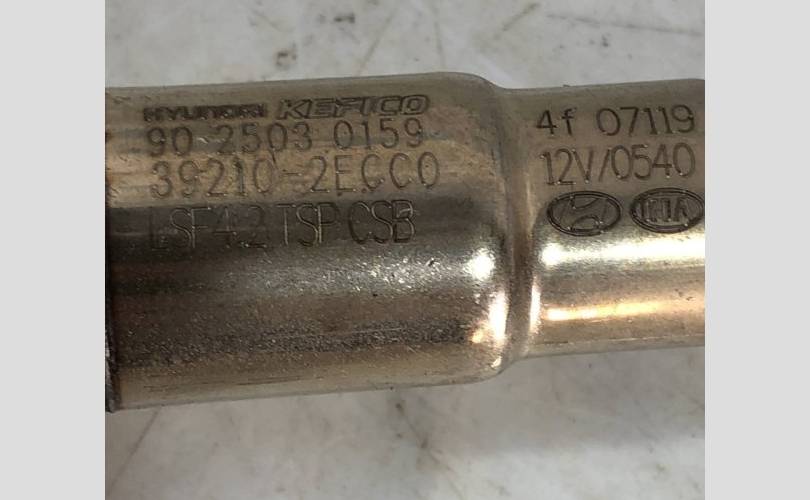 HYUNDAI KEFICO
90 2503 0159
39210-2ECC0
LSF4.2 TSP CSB
4f 07119
12V/0540
KIA